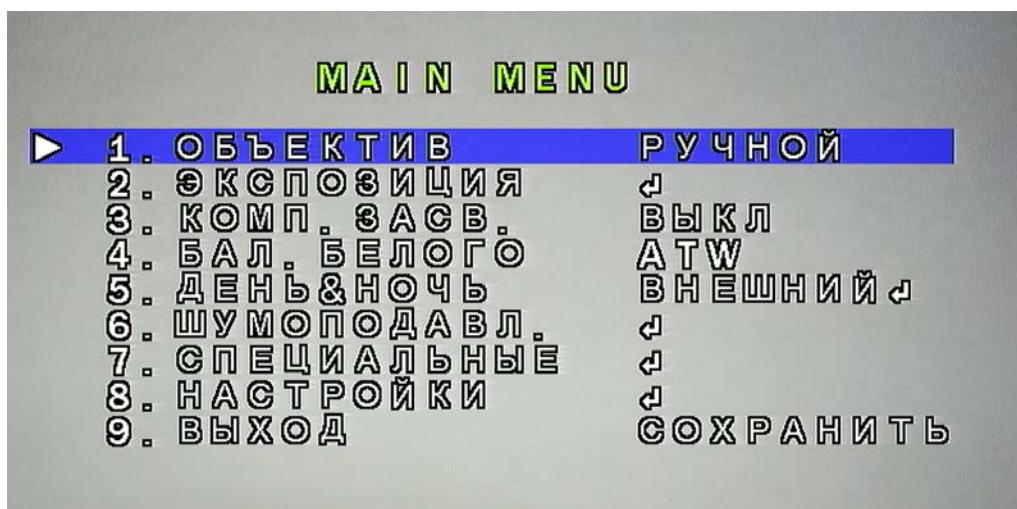 MAIN MENU
1. ОБЪЕКТИВ РУЧНОЙ
2. ЭКСПОЗИЦИЯ ↵
3. КОМП. ЗАСВ. ВЫКЛ
4. БАЛ. БЕЛОГО ATW
5. ДЕНЬ&НОЧЬ ВНЕШНИЙ↵
6. ШУМОПОДАВЛ. ↵
7. СПЕЦИАЛЬНЫЕ ↵
8. НАСТРОЙКИ ↵
9. ВЫХОД СОХРАНИТЬ